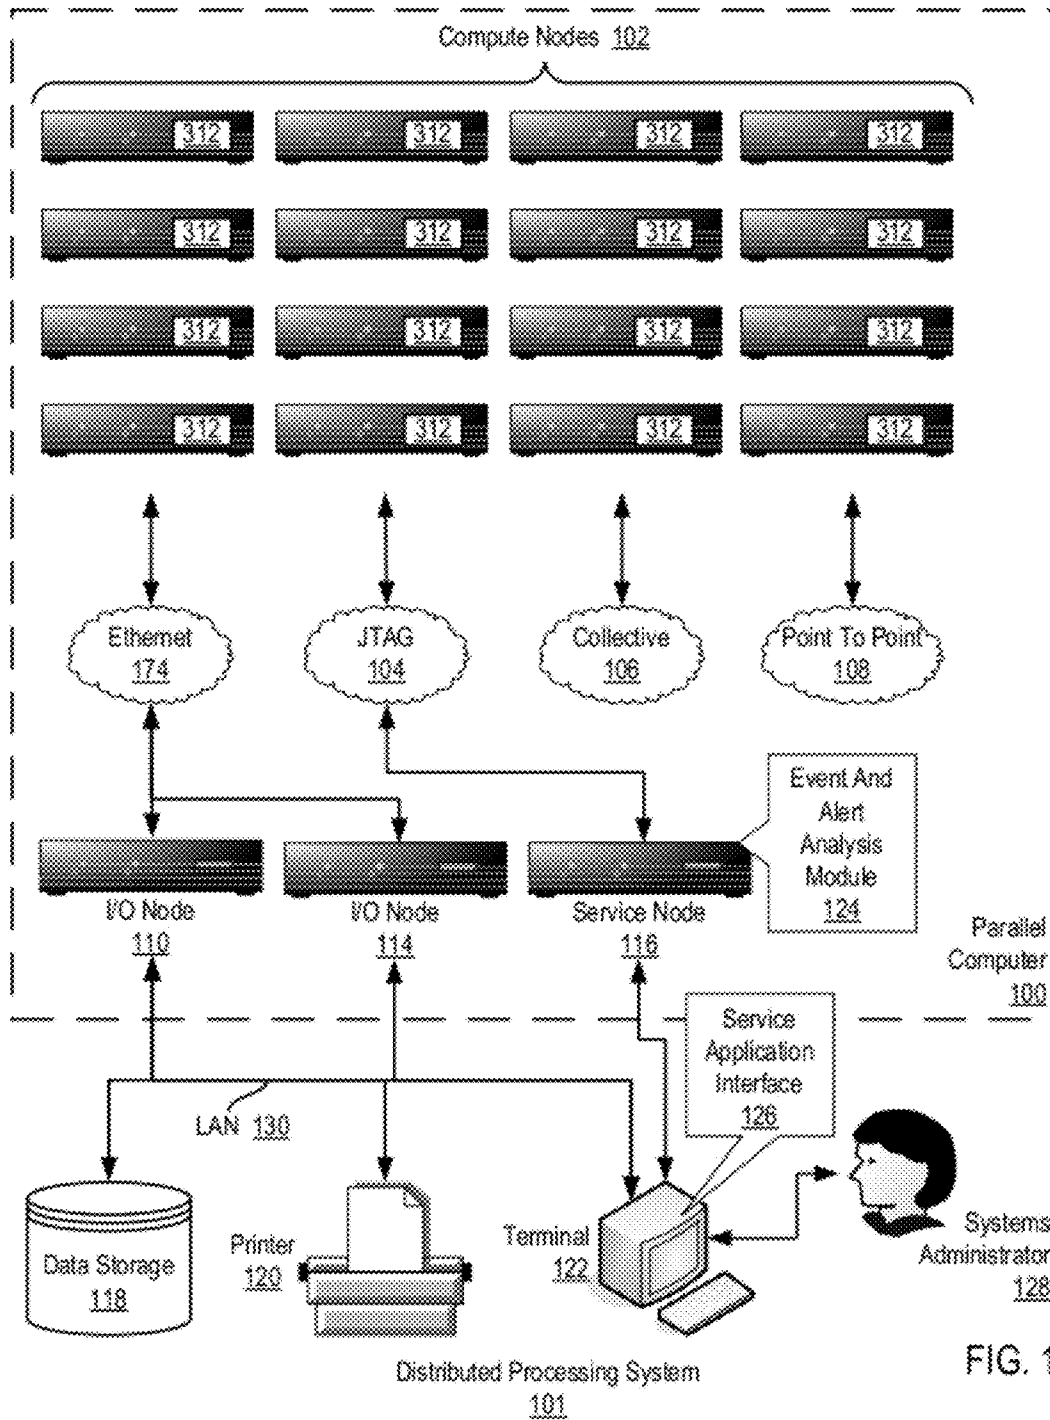 Compute Nodes 102
312 312 312 312
312 312 312 312
312 312 312 312
312 312 312 312
Ethernet
174
JTAG
104
Collective
106
Point To Point
108
Event And
Alert
Analysis
Module
124
I/O Node
110
I/O Node
114
Service Node
116
Parallel
Computer
100
Service
Application
Interface
126
LAN 130
Data Storage
118
Printer
120
Terminal
122
Systems
Administrator
128
Distributed Processing System
101
FIG. 1